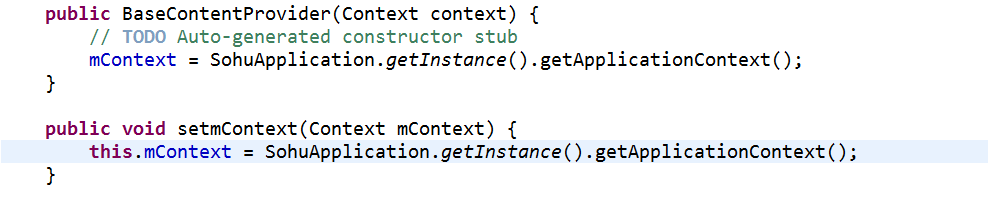 public BaseContentProvider(Context context) {
// TODO Auto-generated constructor stub
mContext = SohuApplication.getInstance().getApplicationContext();
}
public void setmContext(Context mContext) {
this.mContext = SohuApplication.getInstance().getApplicationContext();
}